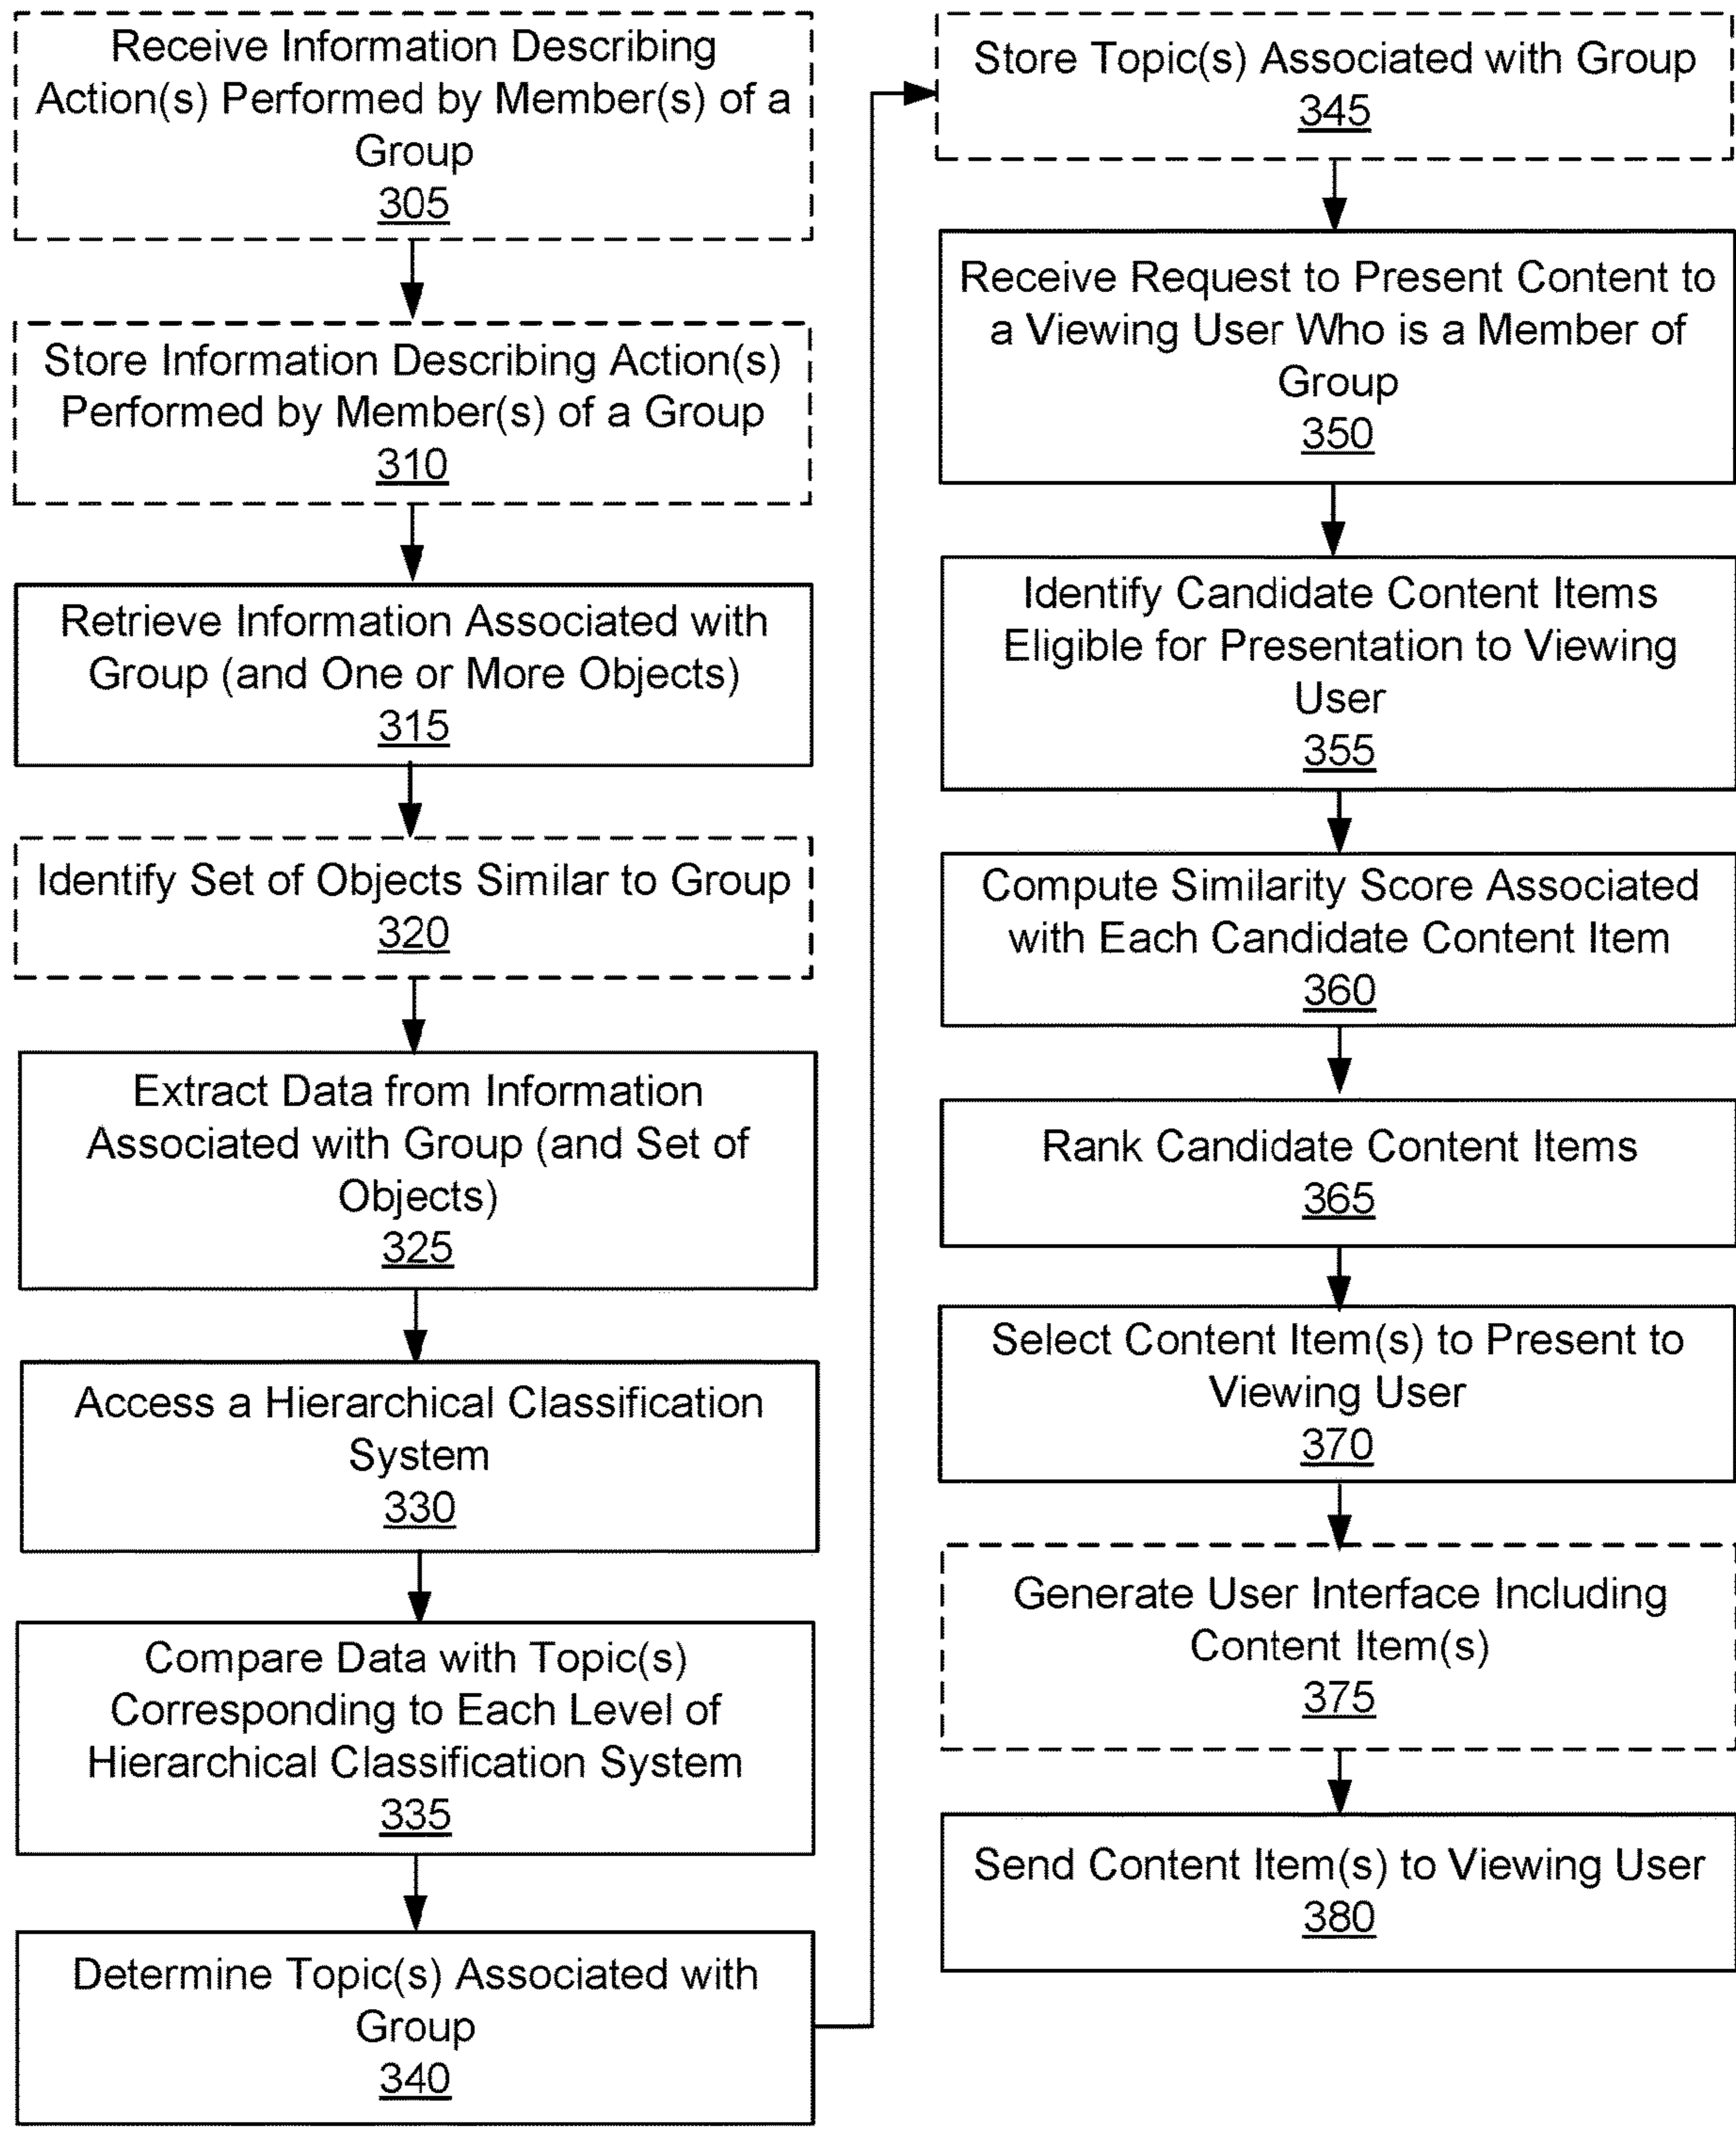 Receive Information Describing
Action(s) Performed by Member(s) of a
Group
305
Store Information Describing Action(s)
Performed by Member(s) of a Group
310
Retrieve Information Associated with
Group (and One or More Objects)
315
Identify Set of Objects Similar to Group
320
Extract Data from Information
Associated with Group (and Set of
Objects)
325
Access a Hierarchical Classification
System
330
Compare Data with Topic(s)
Corresponding to Each Level of
Hierarchical Classification System
335
Determine Topic(s) Associated with
Group
340
Store Topic(s) Associated with Group
345
Receive Request to Present Content to
a Viewing User Who is a Member of
Group
350
Identify Candidate Content Items
Eligible for Presentation to Viewing
User
355
Compute Similarity Score Associated
with Each Candidate Content Item
360
Rank Candidate Content Items
365
Select Content Item(s) to Present to
Viewing User
370
Generate User Interface Including
Content Item(s)
375
Send Content Item(s) to Viewing User
380